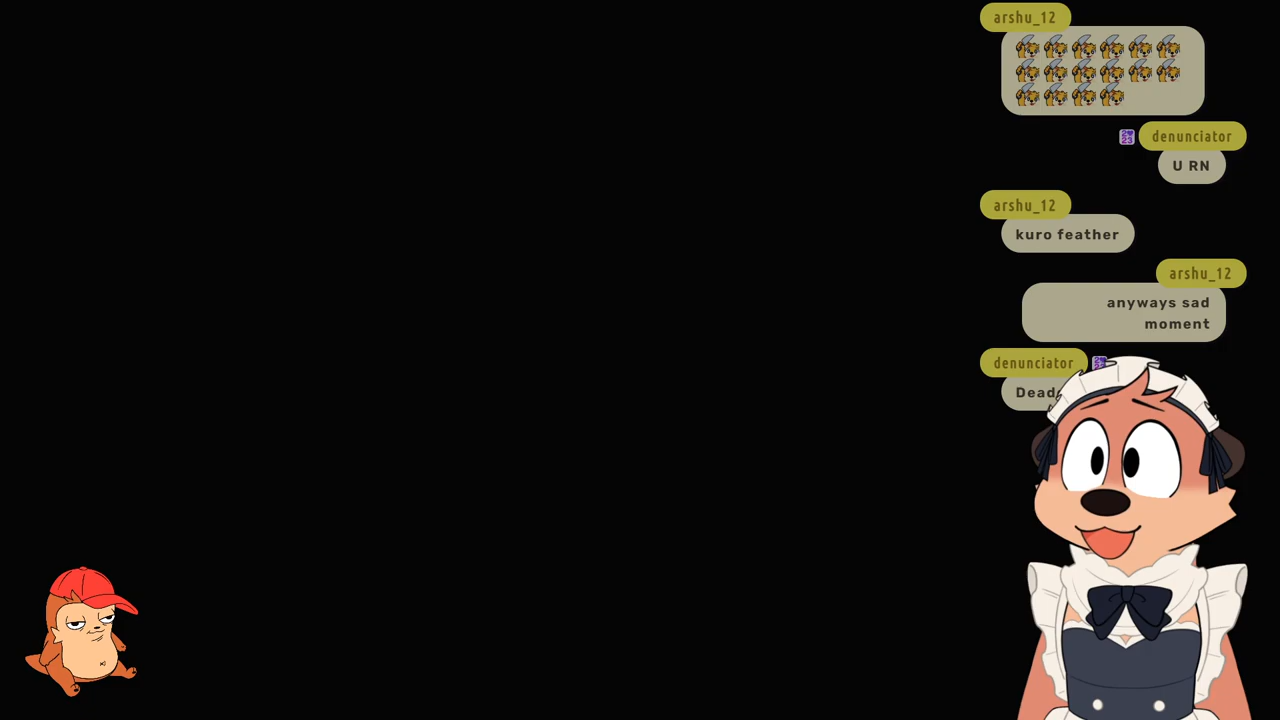 arshu_12
denunciator
U RN
arshu_12
kuro feather
arshu_12
anyways sad
moment
denunciator